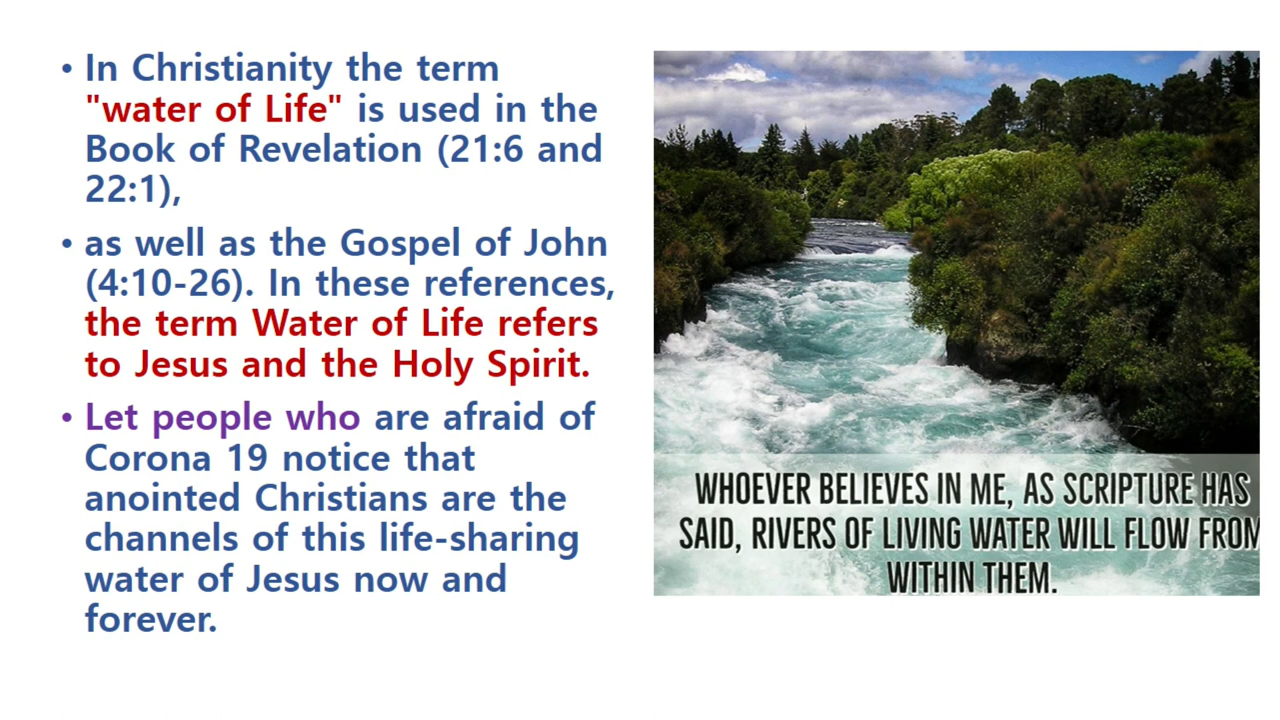 • In Christianity the term
"water of Life" is used in the
Book of Revelation (21:6 and
22:1),
• as well as the Gospel of John
(4:10-26). In these references,
the term Water of Life refers
to Jesus and the Holy Spirit.
• Let people who are afraid of
Corona 19 notice that
anointed Christians are the
channels of this life-sharing
water of Jesus now and
forever.
WHOEVER BELIEVES IN ME, AS SCRIPTURE HAS
SAID, RIVERS OF LIVING WATER WILL FLOW FROM
WITHIN THEM.